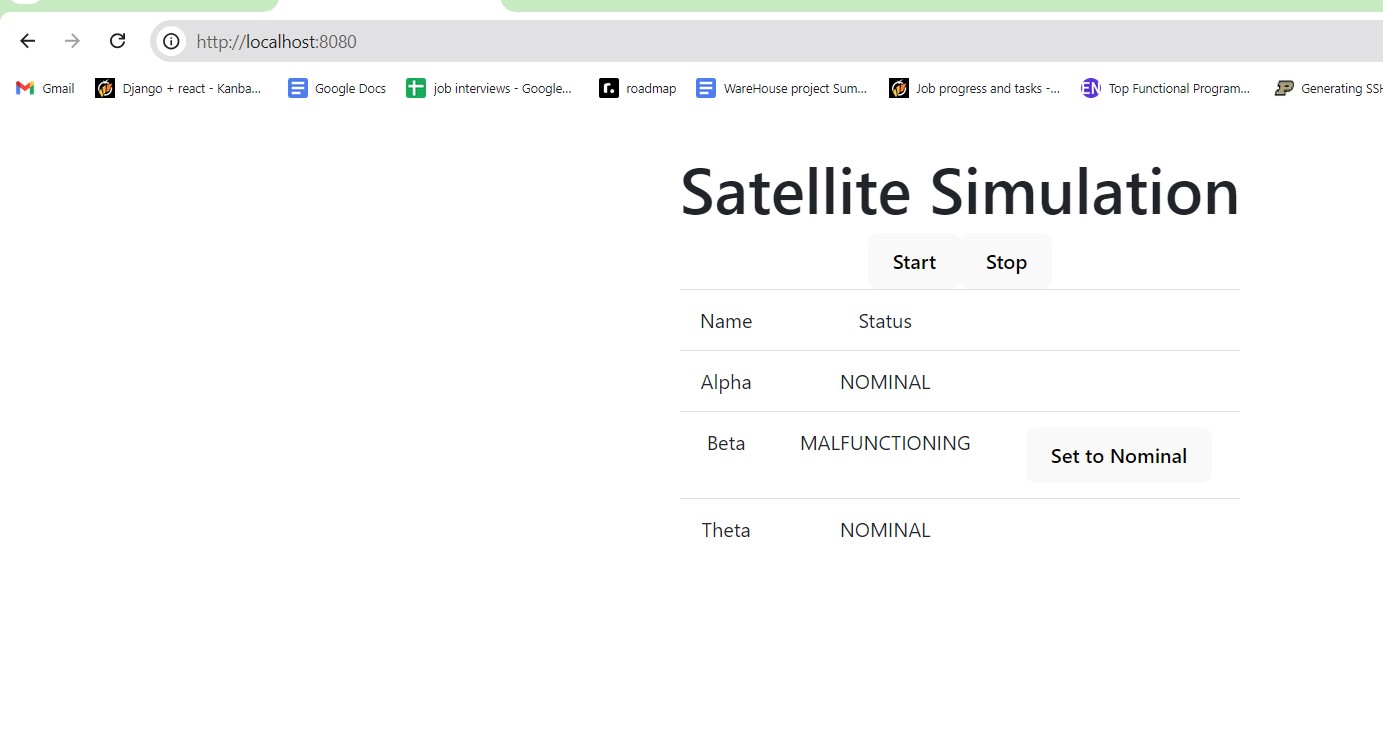 http://localhost:8080
Gmail Django + react - Kanba... Google Docs job interviews - Google... roadmap WareHouse project Sum... Job progress and tasks -... EN Top Functional Program... Generating SSH
Satellite Simulation
Start Stop
Name Status
Alpha NOMINAL
Beta MALFUNCTIONING Set to Nominal
Theta NOMINAL